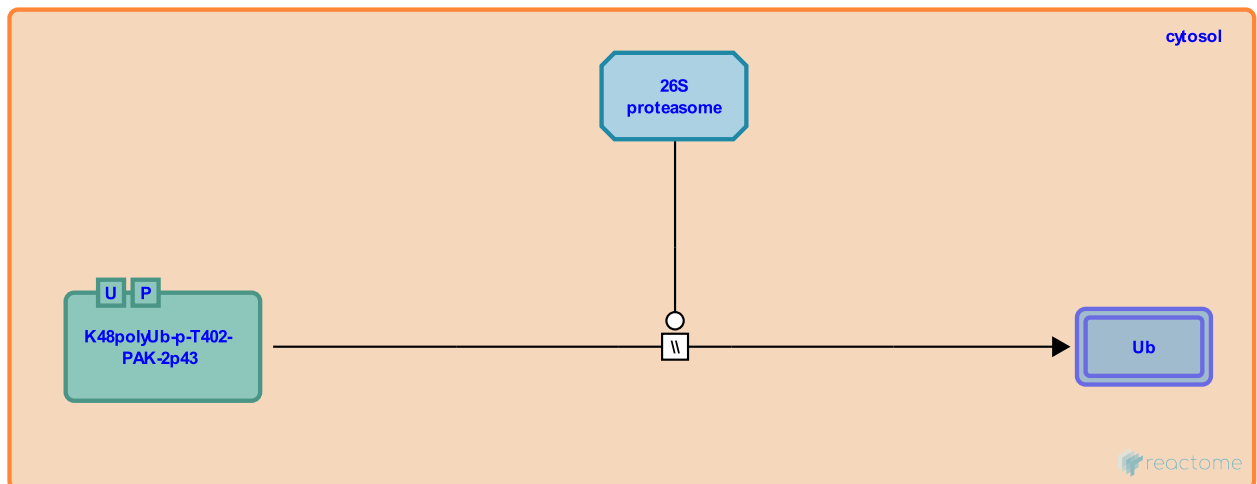 cytosol
26S
proteasome
U P
K48polyUb-p-T402-
PAK-2p43
\\
Ub
reactome